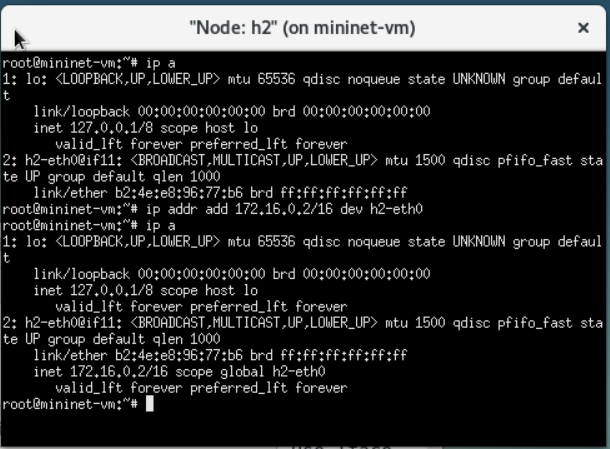 "Node: h2" (on mininet-vm)
root@mininet-vm:~# ip a
1: lo: <LOOPBACK,UP,LOWER_UP> mtu 65536 qdisc noqueue state UNKNOWN group defaul
t
    link/loopback 00:00:00:00:00:00 brd 00:00:00:00:00:00
    inet 127.0.0.1/8 scope host lo
       valid_lft forever preferred_lft forever
2: h2-eth0@if11: <BROADCAST,MULTICAST,UP,LOWER_UP> mtu 1500 qdisc pfifo_fast sta
te UP group default qlen 1000
    link/ether b2:4e:e8:96:77:b6 brd ff:ff:ff:ff:ff:ff
root@mininet-vm:~# ip addr add 172.16.0.2/16 dev h2-eth0
root@mininet-vm:~# ip a
1: lo: <LOOPBACK,UP,LOWER_UP> mtu 65536 qdisc noqueue state UNKNOWN group defaul
t
    link/loopback 00:00:00:00:00:00 brd 00:00:00:00:00:00
    inet 127.0.0.1/8 scope host lo
       valid_lft forever preferred_lft forever
2: h2-eth0@if11: <BROADCAST,MULTICAST,UP,LOWER_UP> mtu 1500 qdisc pfifo_fast sta
te UP group default qlen 1000
    link/ether b2:4e:e8:96:77:b6 brd ff:ff:ff:ff:ff:ff
    inet 172.16.0.2/16 scope global h2-eth0
       valid_lft forever preferred_lft forever
root@mininet-vm:~#